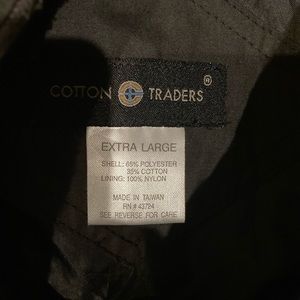 COTTON TRADERS®
EXTRA LARGE
SHELL: 65% POLYESTER
35% COTTON
LINING: 100% NYLON
MADE IN TAIWAN
RN # 43724
SEE REVERSE FOR CARE